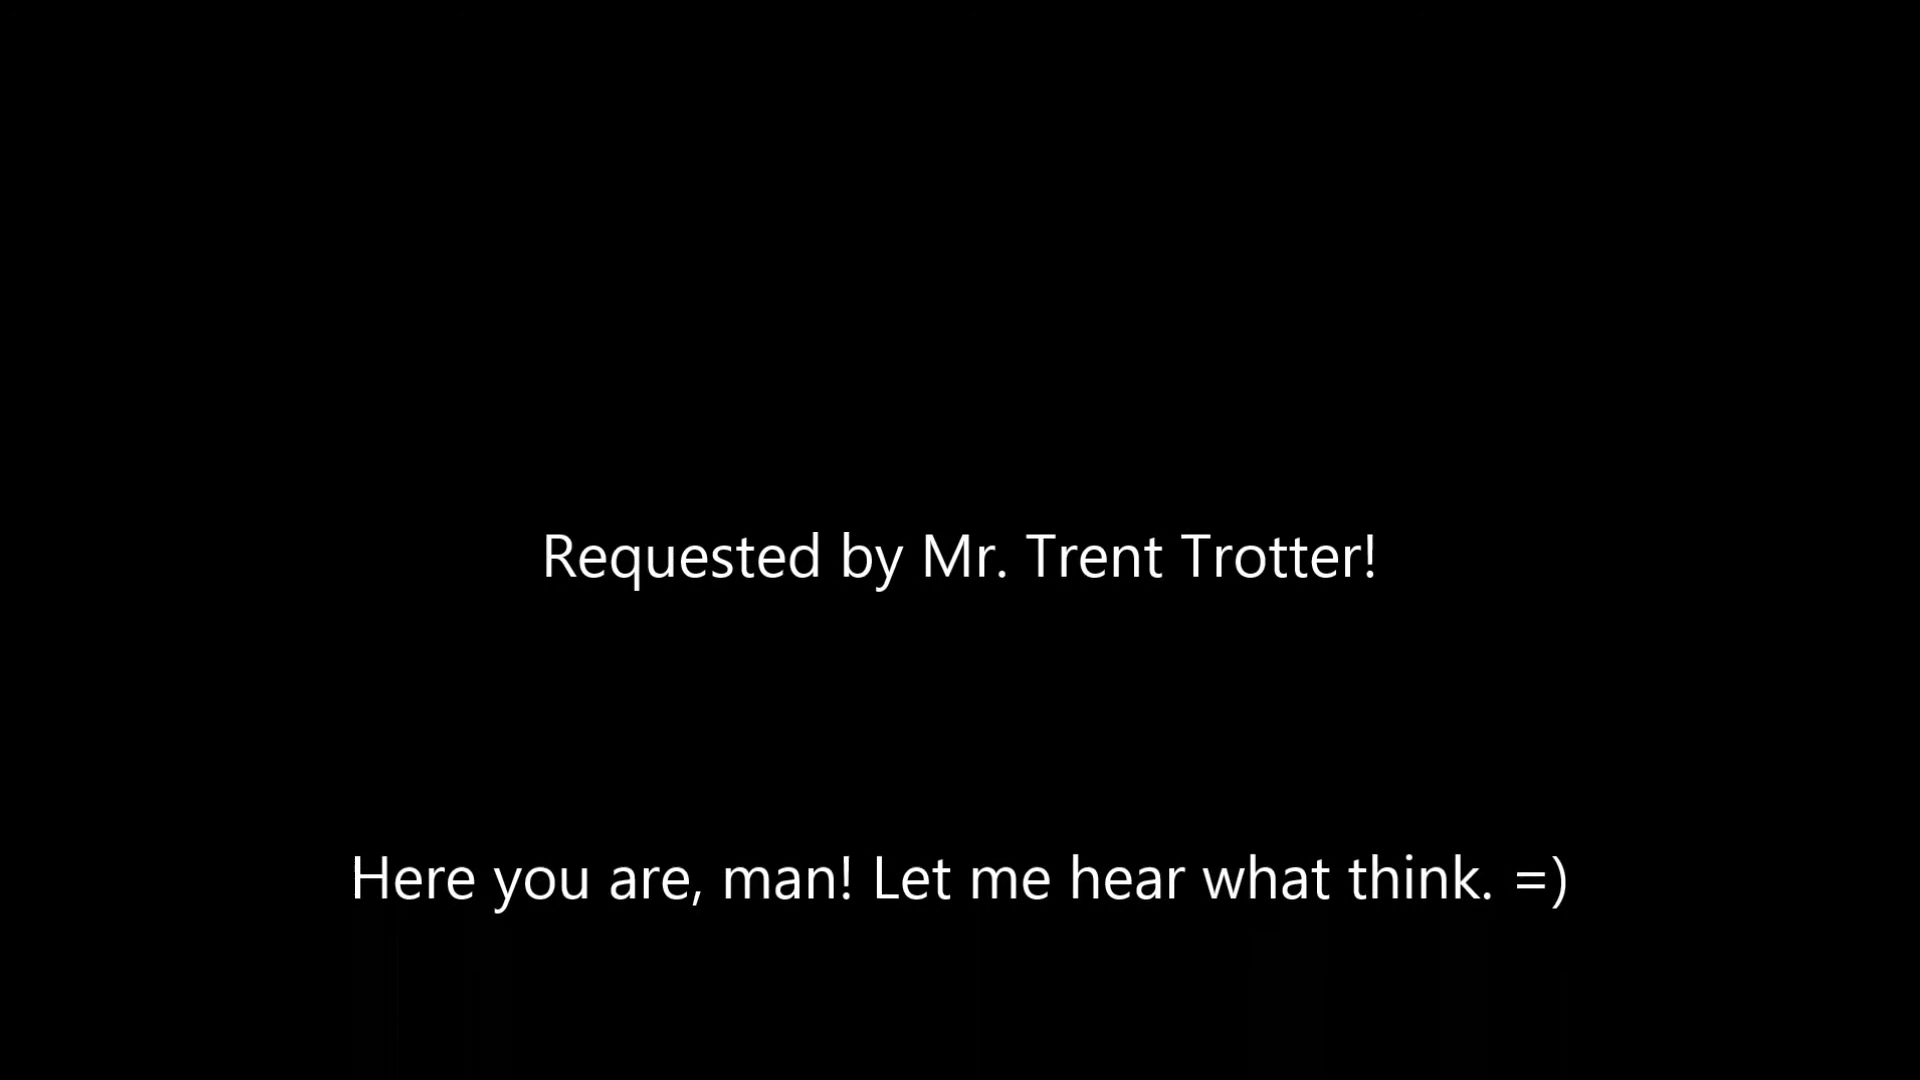 Requested by Mr. Trent Trotter!
Here you are, man! Let me hear what think. =)